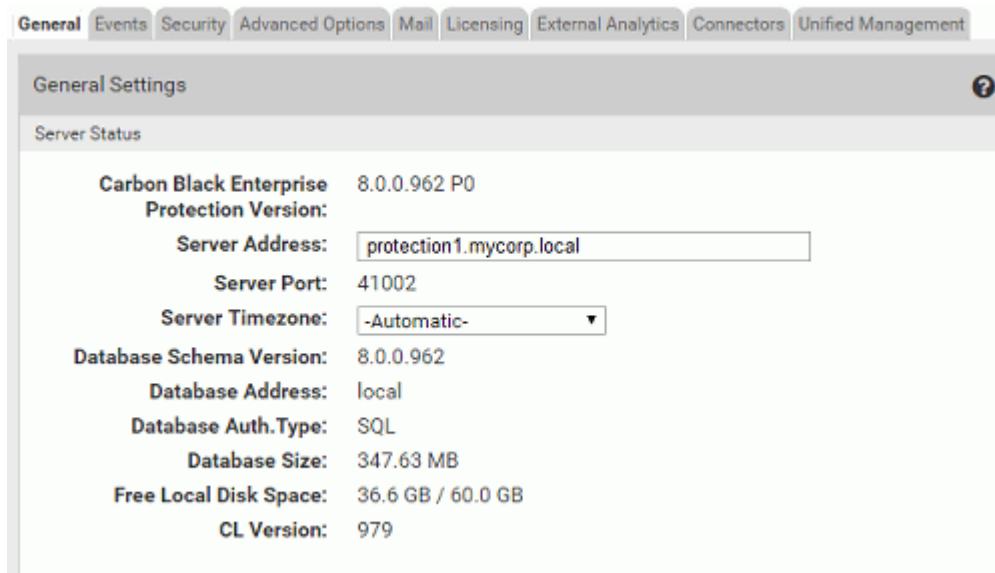 General Events Security Advanced Options Mail Licensing External Analytics Connectors Unified Management
General Settings ?
Server Status
Carbon Black Enterprise Protection Version: 8.0.0.962 P0
Server Address: protection1.mycorp.local
Server Port: 41002
Server Timezone: -Automatic-
Database Schema Version: 8.0.0.962
Database Address: local
Database Auth.Type: SQL
Database Size: 347.63 MB
Free Local Disk Space: 36.6 GB / 60.0 GB
CL Version: 979